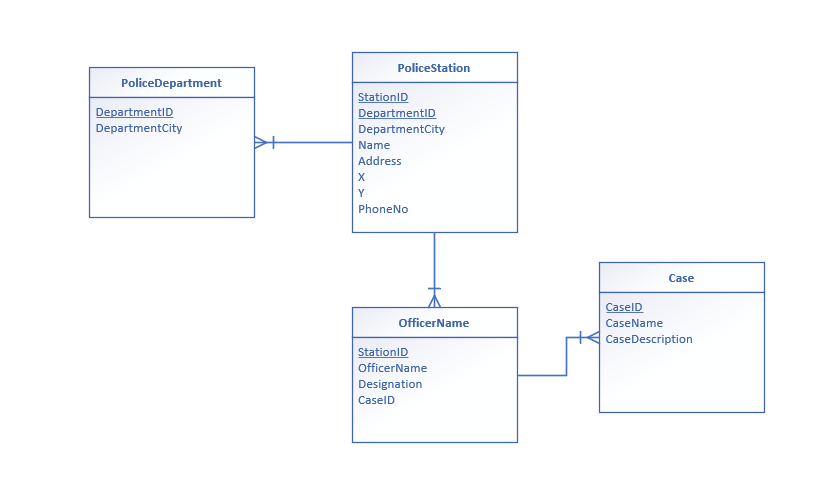 PoliceDepartment
DepartmentID
DepartmentCity
PoliceStation
StationID
DepartmentID
DepartmentCity
Name
Address
X
Y
PhoneNo
OfficerName
StationID
OfficerName
Designation
CaseID
Case
CaseID
CaseName
CaseDescription